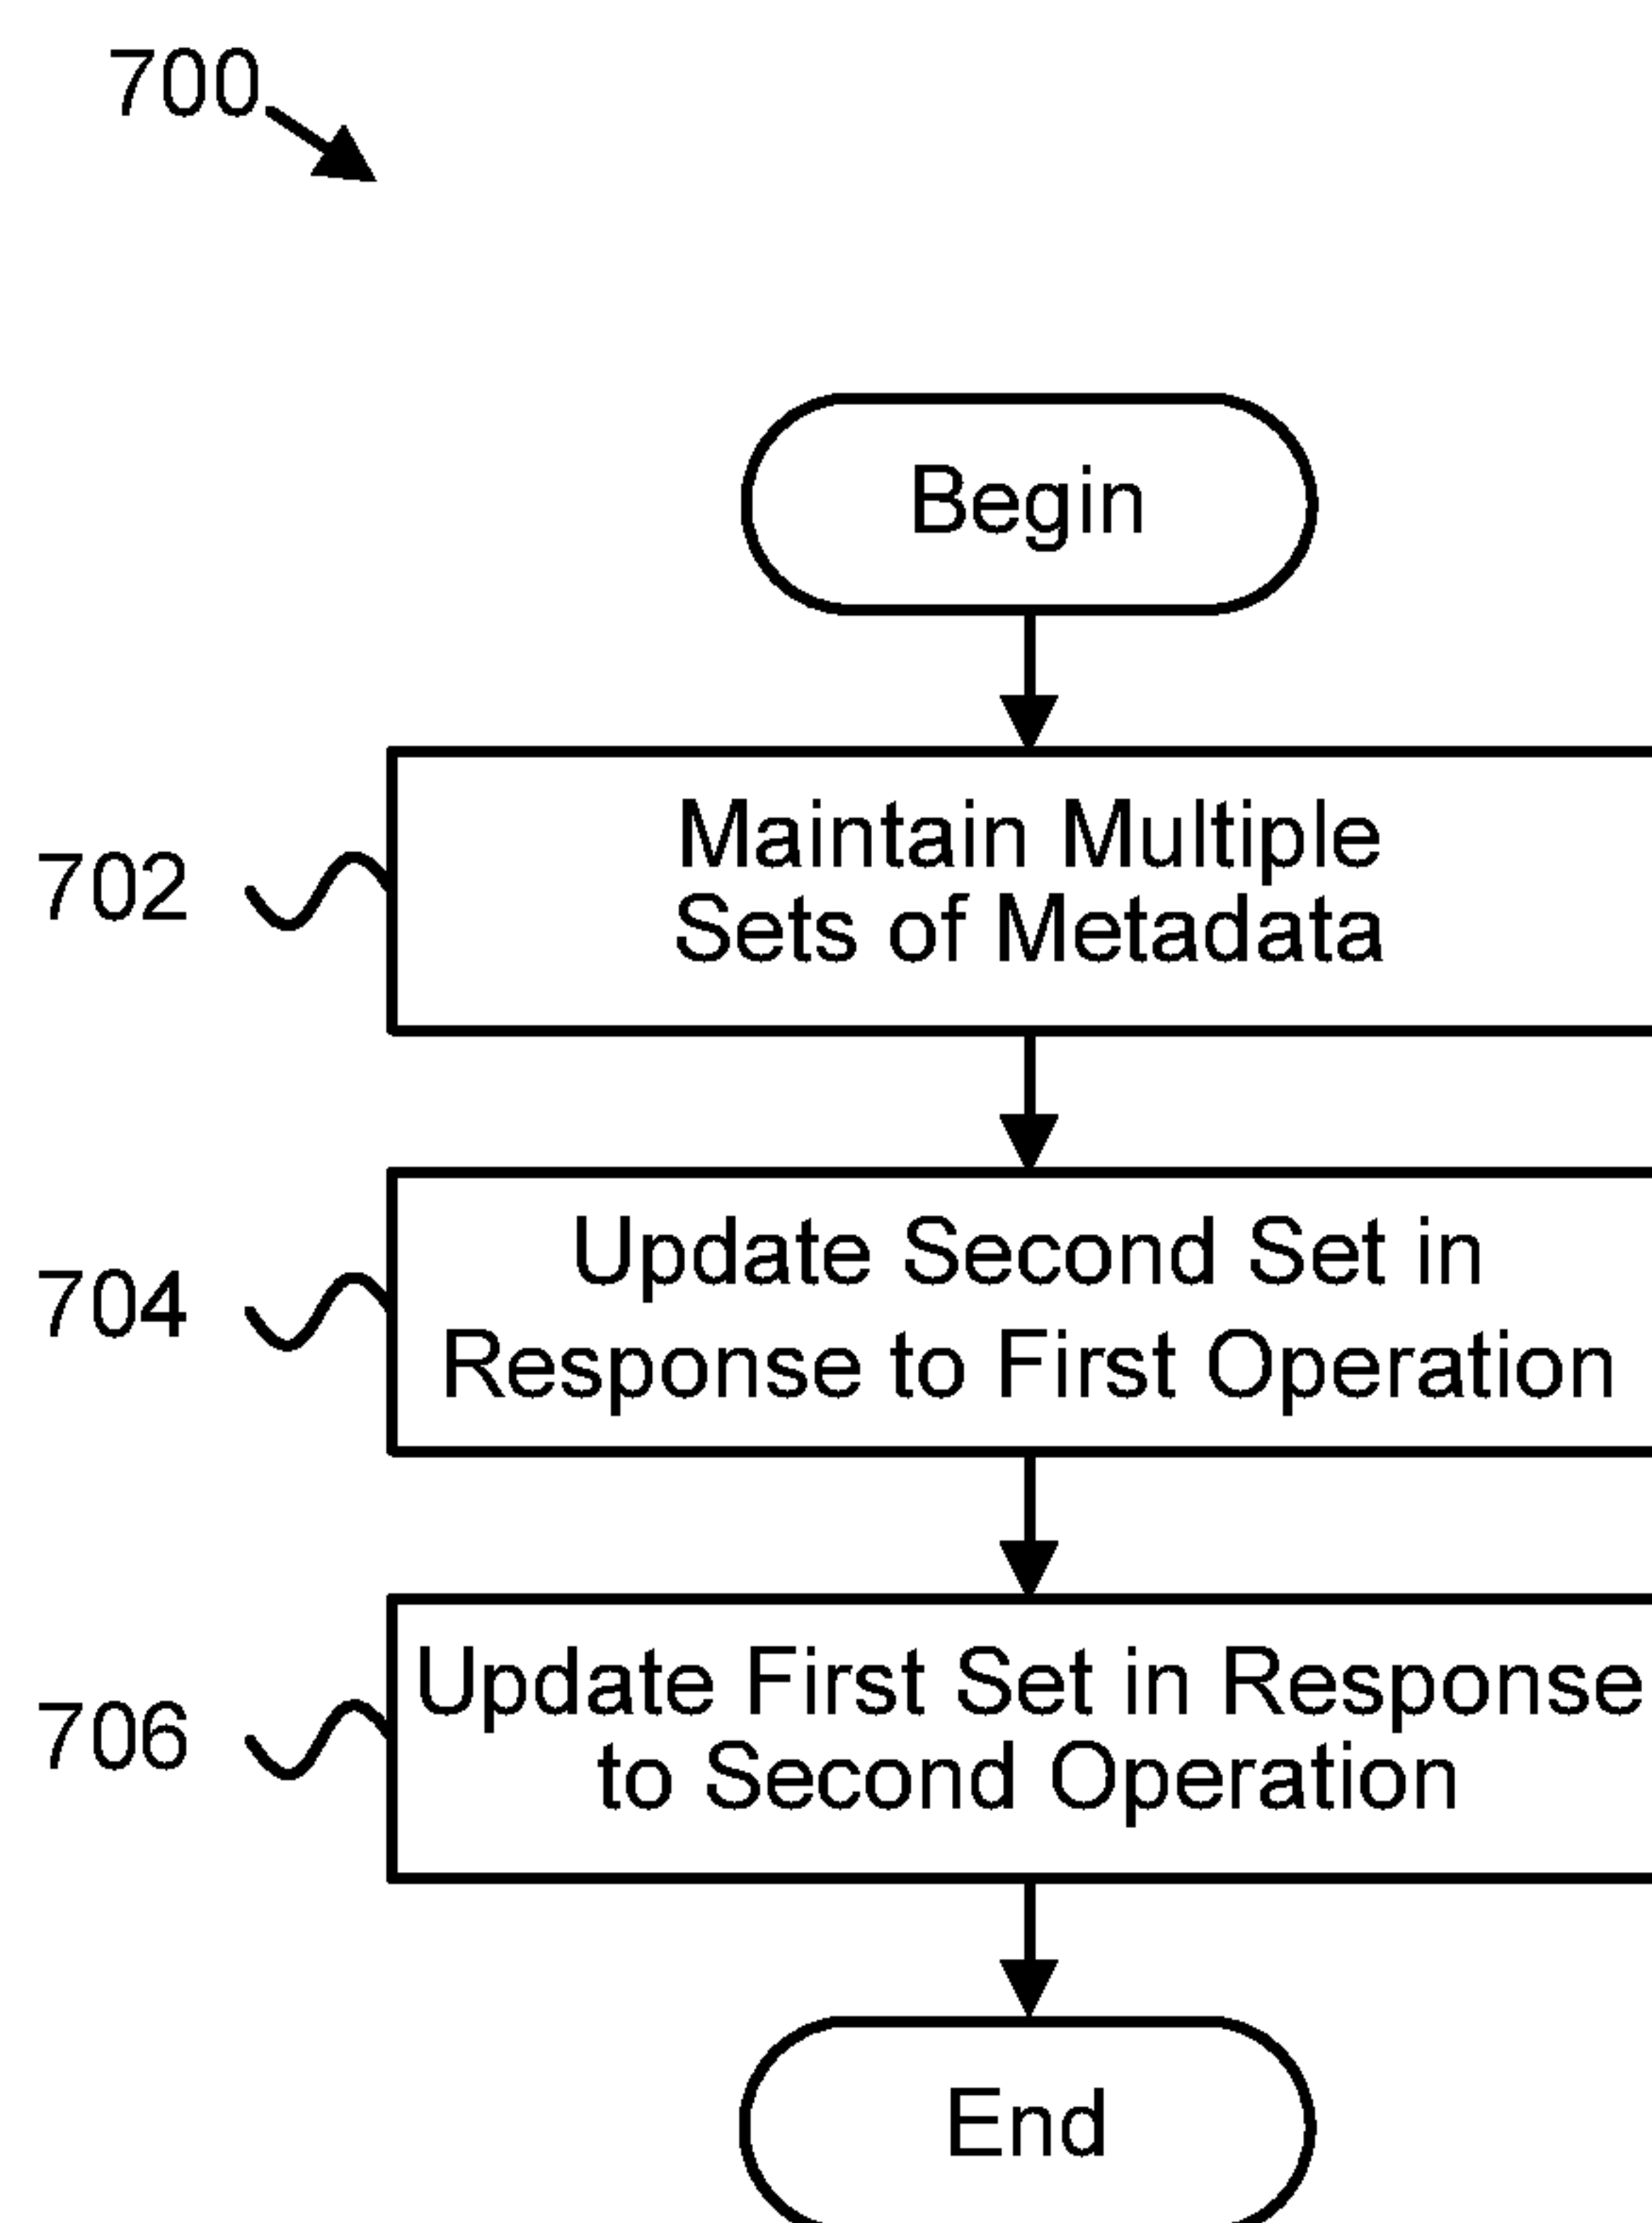 700
Begin
702
Maintain Multiple
Sets of Metadata
704
Update Second Set in
Response to First Operation
706
Update First Set in Response
to Second Operation
End